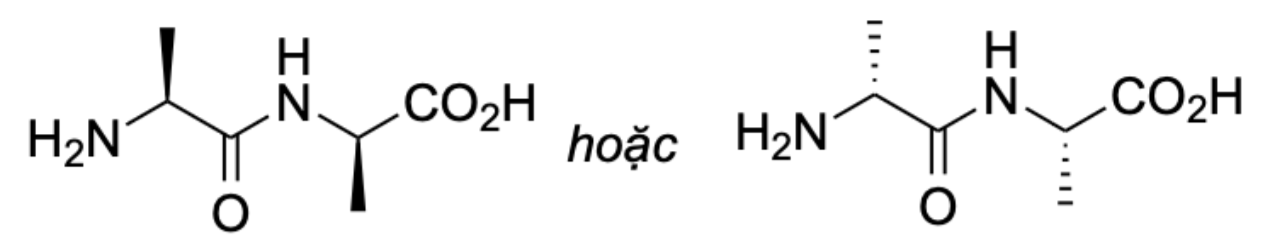 H₂N H N CO₂H O hoặc H₂N H N CO₂H O